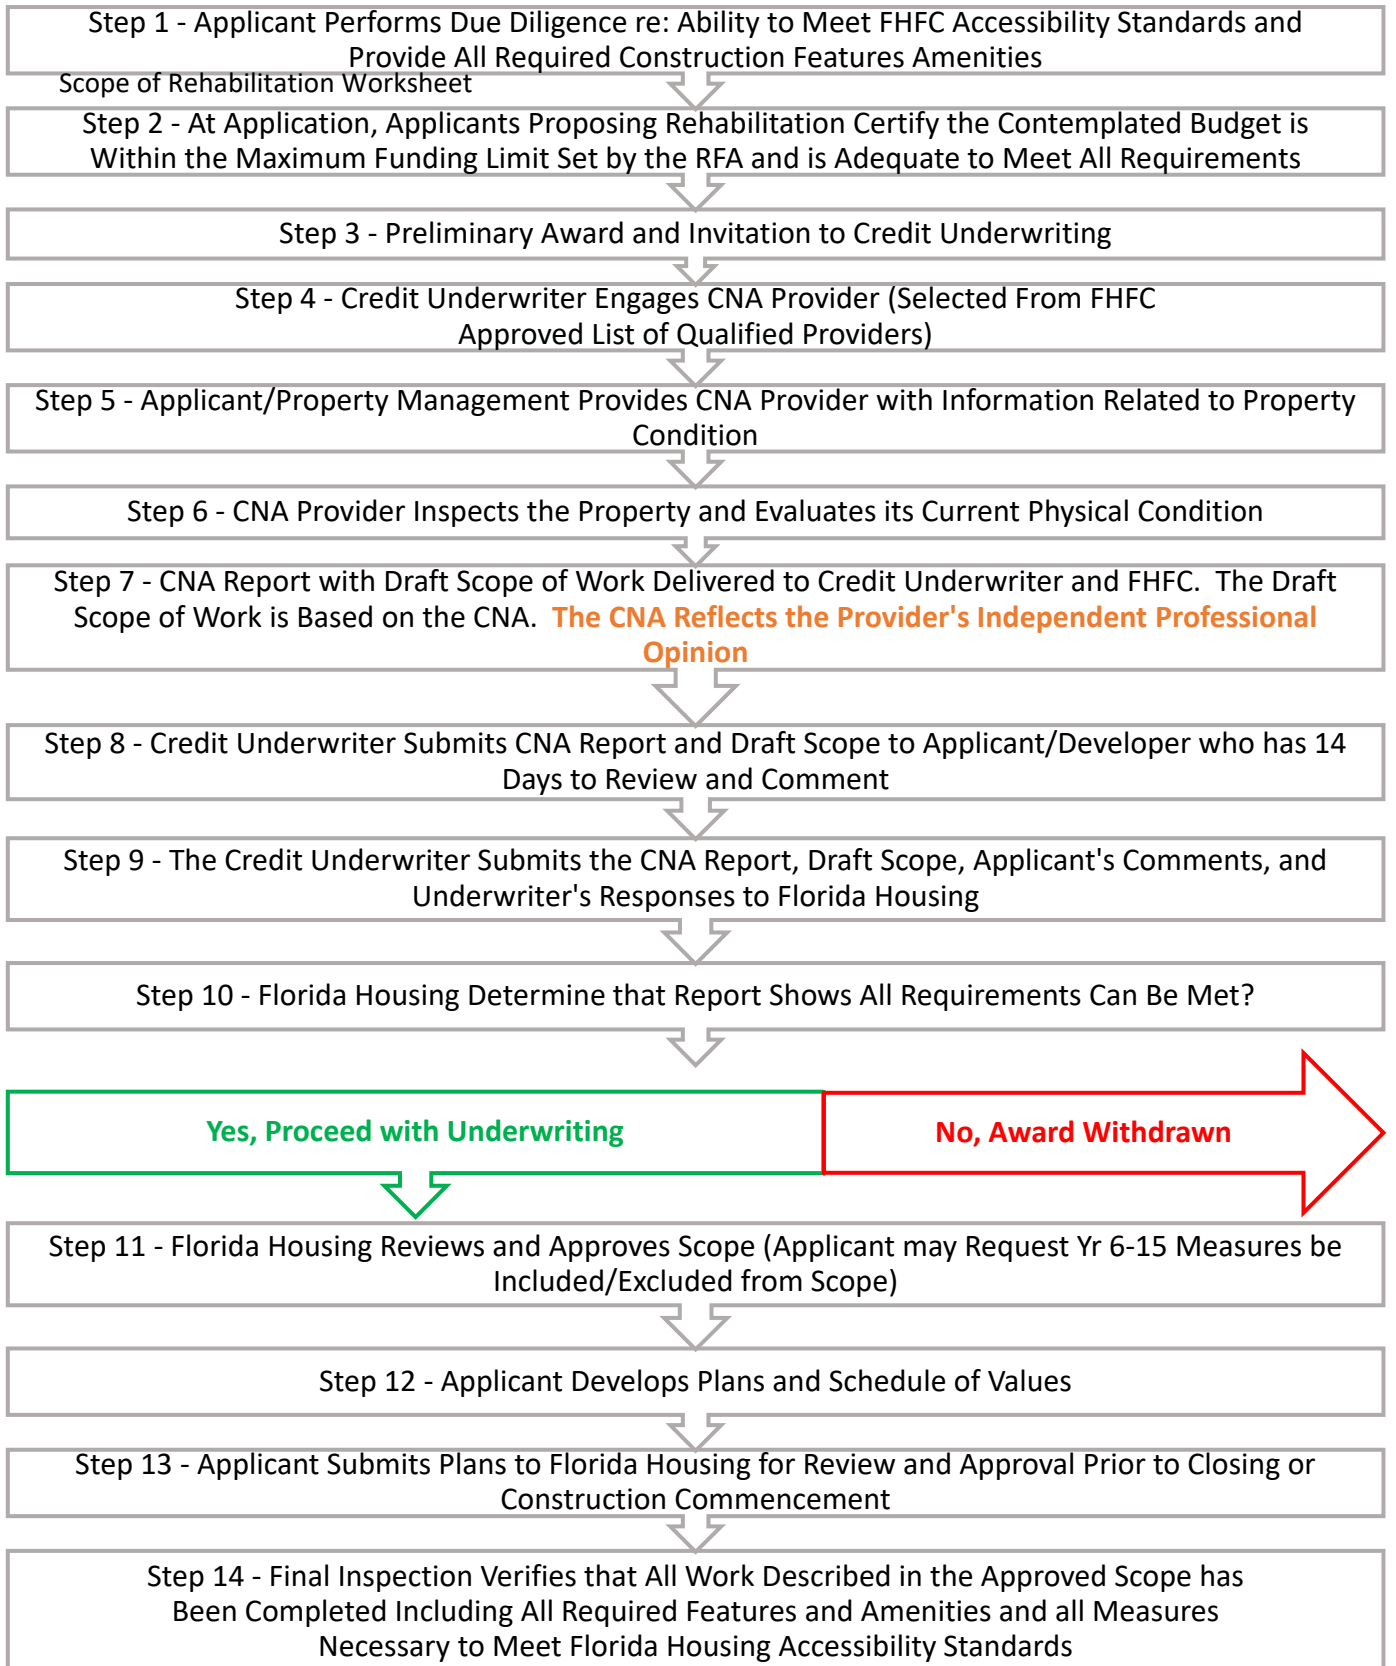 Step 1 - Applicant Performs Due Diligence re: Ability to Meet FHFC Accessibility Standards and
Provide All Required Construction Features Amenities
Scope of Rehabilitation Worksheet
Step 2 - At Application, Applicants Proposing Rehabilitation Certify the Contemplated Budget is
Within the Maximum Funding Limit Set by the RFA and is Adequate to Meet All Requirements
Step 3 - Preliminary Award and Invitation to Credit Underwriting
Step 4 - Credit Underwriter Engages CNA Provider (Selected From FHFC
Approved List of Qualified Providers)
Step 5 - Applicant/Property Management Provides CNA Provider with Information Related to Property
Condition
Step 6 - CNA Provider Inspects the Property and Evaluates its Current Physical Condition
Step 7 - CNA Report with Draft Scope of Work Delivered to Credit Underwriter and FHFC.  The Draft
Scope of Work is Based on the CNA.  The CNA Reflects the Provider's Independent Professional
Opinion
Step 8 - Credit Underwriter Submits CNA Report and Draft Scope to Applicant/Developer who has 14
Days to Review and Comment
Step 9 - The Credit Underwriter Submits the CNA Report, Draft Scope, Applicant's Comments, and
Underwriter's Responses to Florida Housing
Step 10 - Florida Housing Determine that Report Shows All Requirements Can Be Met?
Yes, Proceed with Underwriting
No, Award Withdrawn
Step 11 - Florida Housing Reviews and Approves Scope (Applicant may Request Yr 6-15 Measures be
Included/Excluded from Scope)
Step 12 - Applicant Develops Plans and Schedule of Values
Step 13 - Applicant Submits Plans to Florida Housing for Review and Approval Prior to Closing or
Construction Commencement
Step 14 - Final Inspection Verifies that All Work Described in the Approved Scope has
Been Completed Including All Required Features and Amenities and all Measures
Necessary to Meet Florida Housing Accessibility Standards